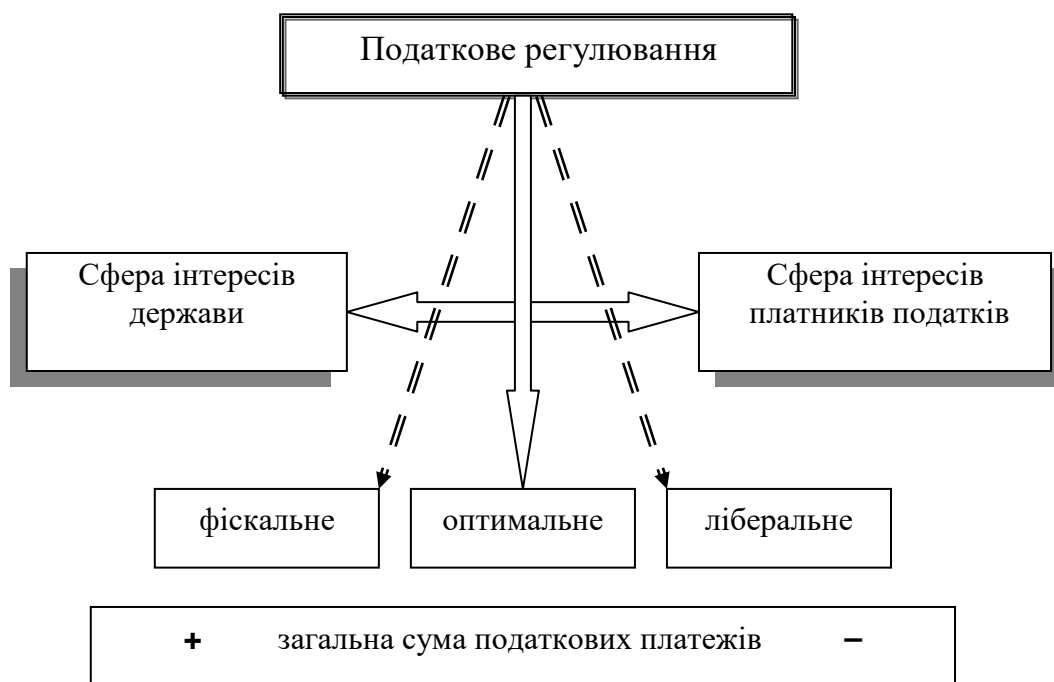 Податкове регулювання
Сфера інтересів
держави
Сфера інтересів
платників податків
фіскальне
оптимальне
ліберальне
+ загальна сума податкових платежів –